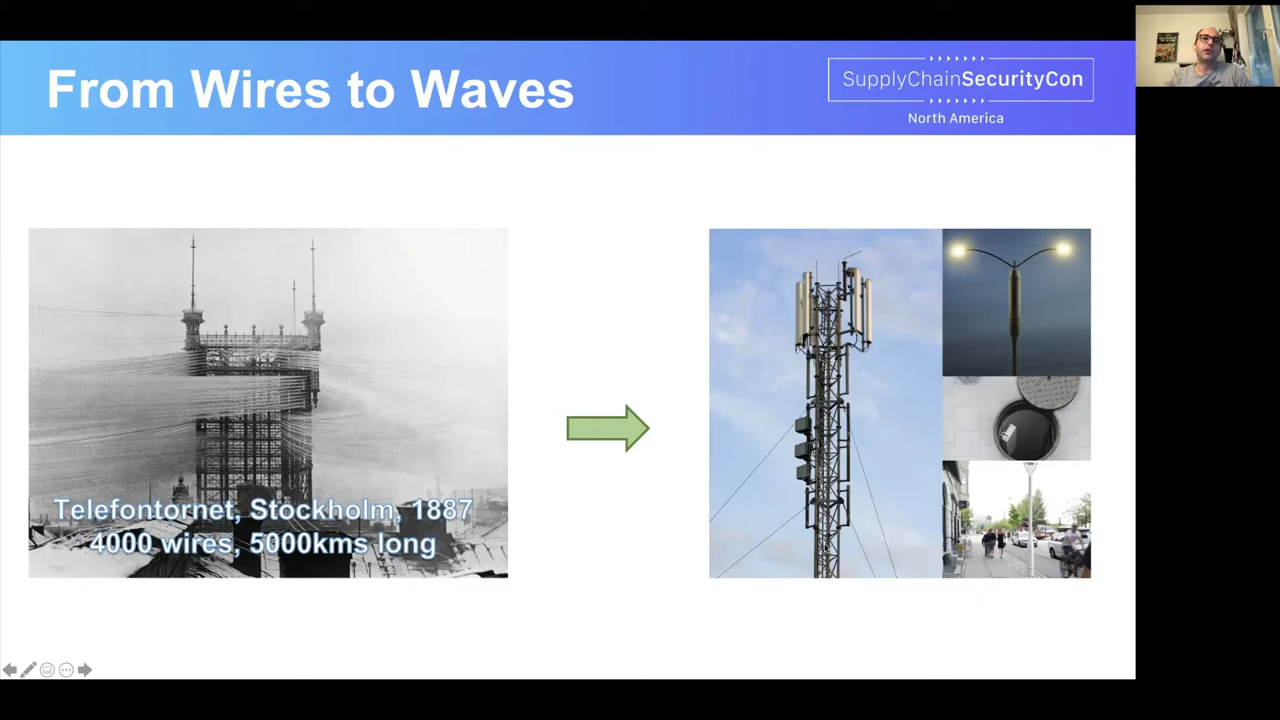 From Wires to Waves
SupplyChainSecurityCon
North America
Telefontornet, Stockholm, 1887
4000 wires, 5000kms long